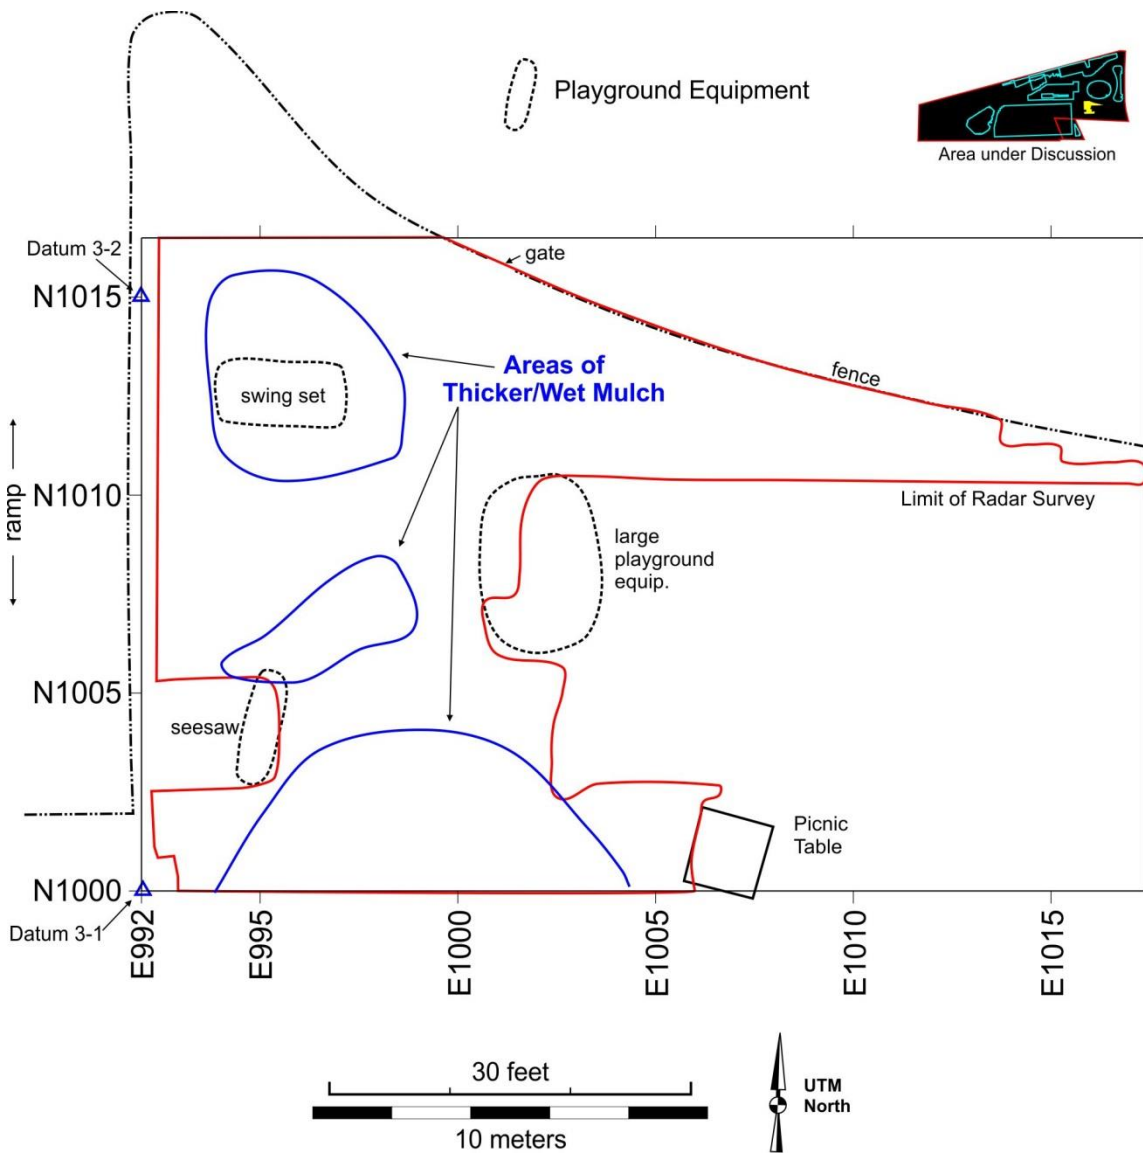 Playground Equipment
Area under Discussion
Datum 3-2
gate
N1015
Areas of
Thicker/Wet Mulch
fence
swing set
ramp
N1010
Limit of Radar Survey
large
playground
equip.
N1005
seesaw
Picnic
Table
N1000
Datum 3-1
E992
E995
E1000
E1005
E1010
E1015
30 feet
10 meters
UTM
North